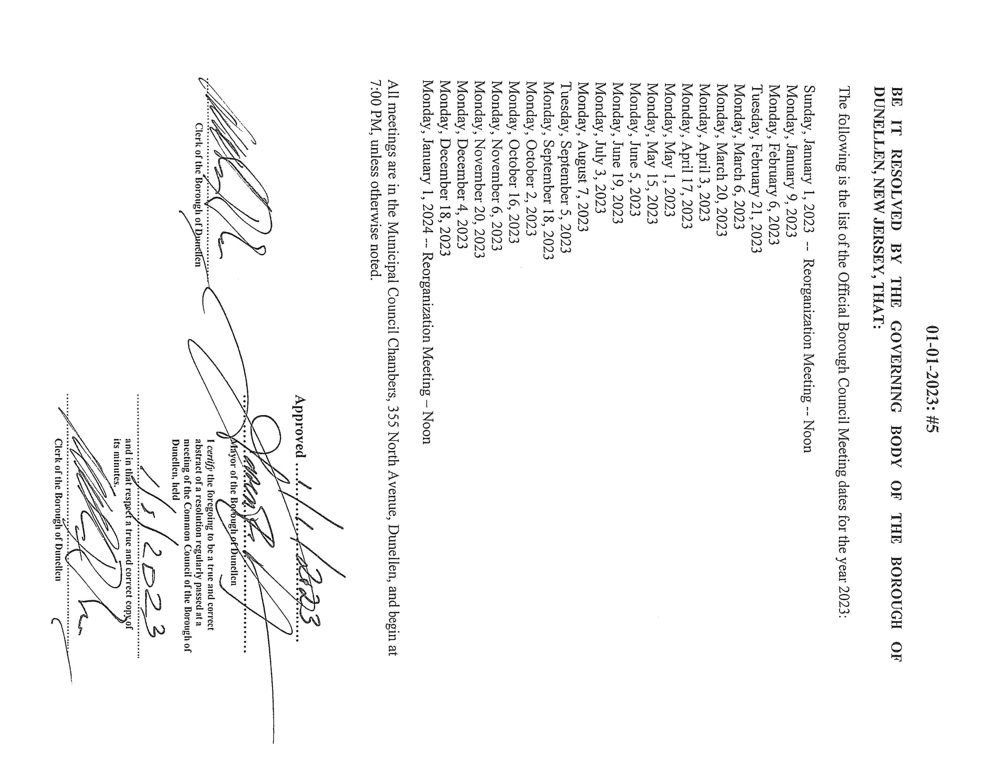 01-01-2023: #5
BE IT RESOLVED BY THE GOVERNING BODY OF THE BOROUGH OF
DUNELLEN, NEW JERSEY, THAT:
The following is the list of the Official Borough Council Meeting dates for the year 2023:
Sunday, January 1, 2023 -- Reorganization Meeting -- Noon
Monday, January 9, 2023
Monday, February 6, 2023
Tuesday, February 21, 2023
Monday, March 6, 2023
Monday, March 20, 2023
Monday, April 3, 2023
Monday, April 17, 2023
Monday, May 1, 2023
Monday, May 15, 2023
Monday, June 5, 2023
Monday, June 19, 2023
Monday, July 3, 2023
Monday, August 7, 2023
Tuesday, September 5, 2023
Monday, September 18, 2023
Monday, October 2, 2023
Monday, October 16, 2023
Monday, November 6, 2023
Monday, November 20, 2023
Monday, December 4, 2023
Monday, December 18, 2023
Monday, January 1, 2024 -- Reorganization Meeting – Noon
All meetings are in the Municipal Council Chambers, 355 North Avenue, Dunellen, and begin at
7:00 PM, unless otherwise noted.
Approved 1/1/2023
Clerk of the Borough of Dunellen
Mayor of the Borough of Dunellen
I certify the foregoing to be a true and correct
abstract of a resolution regularly passed at a
meeting of the Common Council of the Borough of
Dunellen, held
1/1/2023
and in that respect a true and correct copy of
its minutes.
Clerk of the Borough of Dunellen